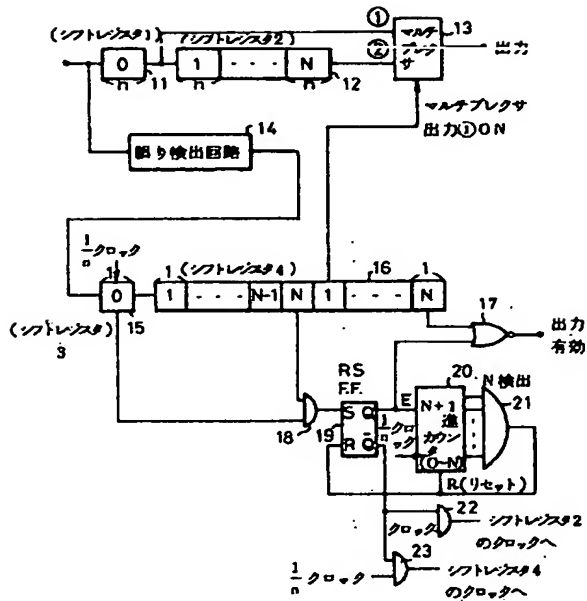 (シフトレジスタ1)
(シフトレジスタ2)
①
②
マルチ
プレク
サ
13
出力
0
1 - - - N
n
11
n
n
12
マルチプレクサ
出力①ON
14
誤り検出回路
1/n クロック
1
(シフトレジスタ4)
16
1
0
1 - - - N-1 N 1 - - - N
(シフトレジスタ)
3
15
17
出力
有効
RS
F.F.
20
N検出
18
19
S Q
R Q̄
E
N+1
進
カウン
タ
(0~N)
21
1/n クロック
R(リセット)
22
クロック
シフトレジスタ2
のクロックへ
23
1/n クロック
シフトレジスタ4
のクロックへ